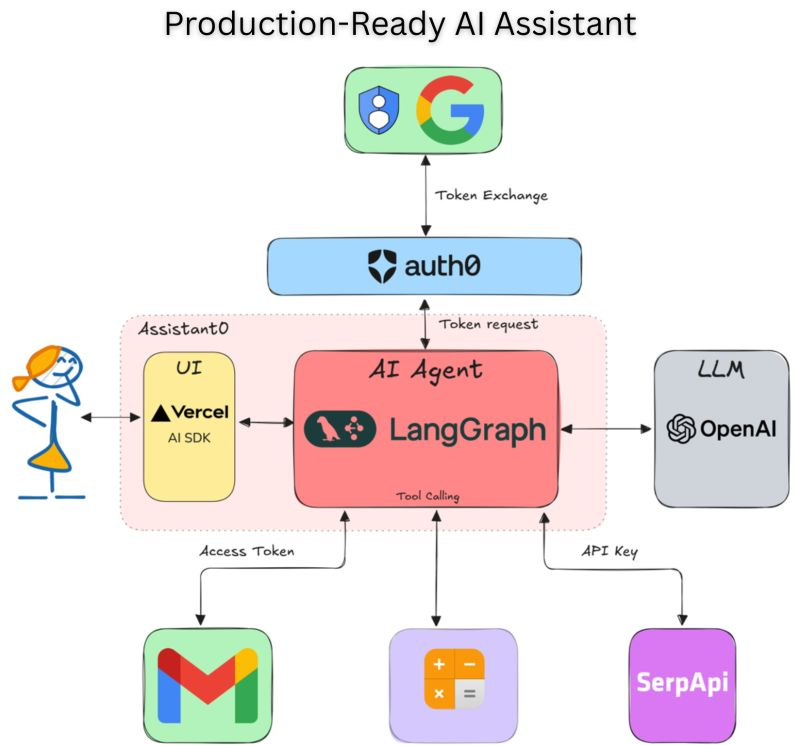 Production-Ready AI Assistant
Token Exchange
auth0
Token request
Assistant0
UI
Vercel
AI SDK
AI Agent
LangGraph
Tool Calling
LLM
OpenAI
Access Token
API Key
+ −
× =
SerpApi